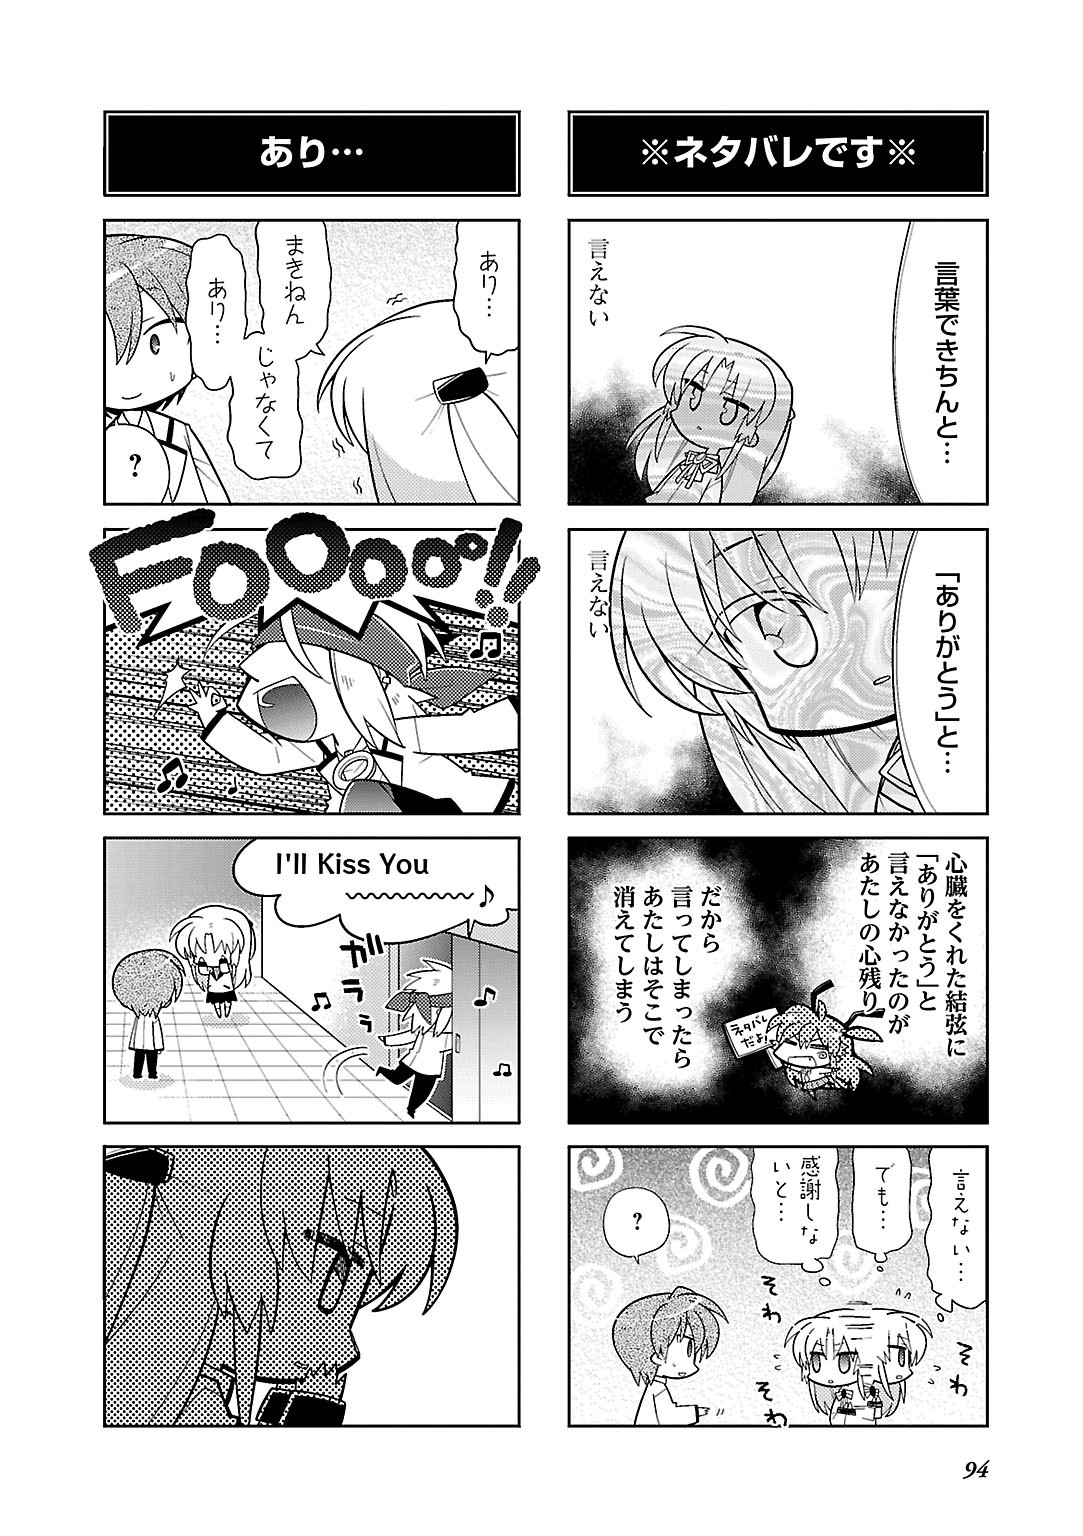 ※ネタバレです※
言葉できちんと…
言えない
「ありがとう」と…
言えない
心臓をくれた結弦に
「ありがとう」と
言えなかったのが
あたしの心残り
だから
言ってしまったら
あたしはそこで
消えてしまう
ネタバレ
だよ!
言えない…
でも…
感謝しな
いと…
?
そわ
そわ
わ
あり…
あり…
まきねん
じゃなくて
あり…
?
FoOOooo!!
I'll Kiss You
ガラッ
94